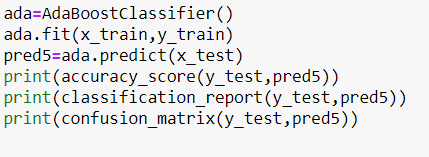 ada=AdaBoostClassifier()
ada.fit(x_train,y_train)
pred5=ada.predict(x_test)
print(accuracy_score(y_test,pred5))
print(classification_report(y_test,pred5))
print(confusion_matrix(y_test,pred5))